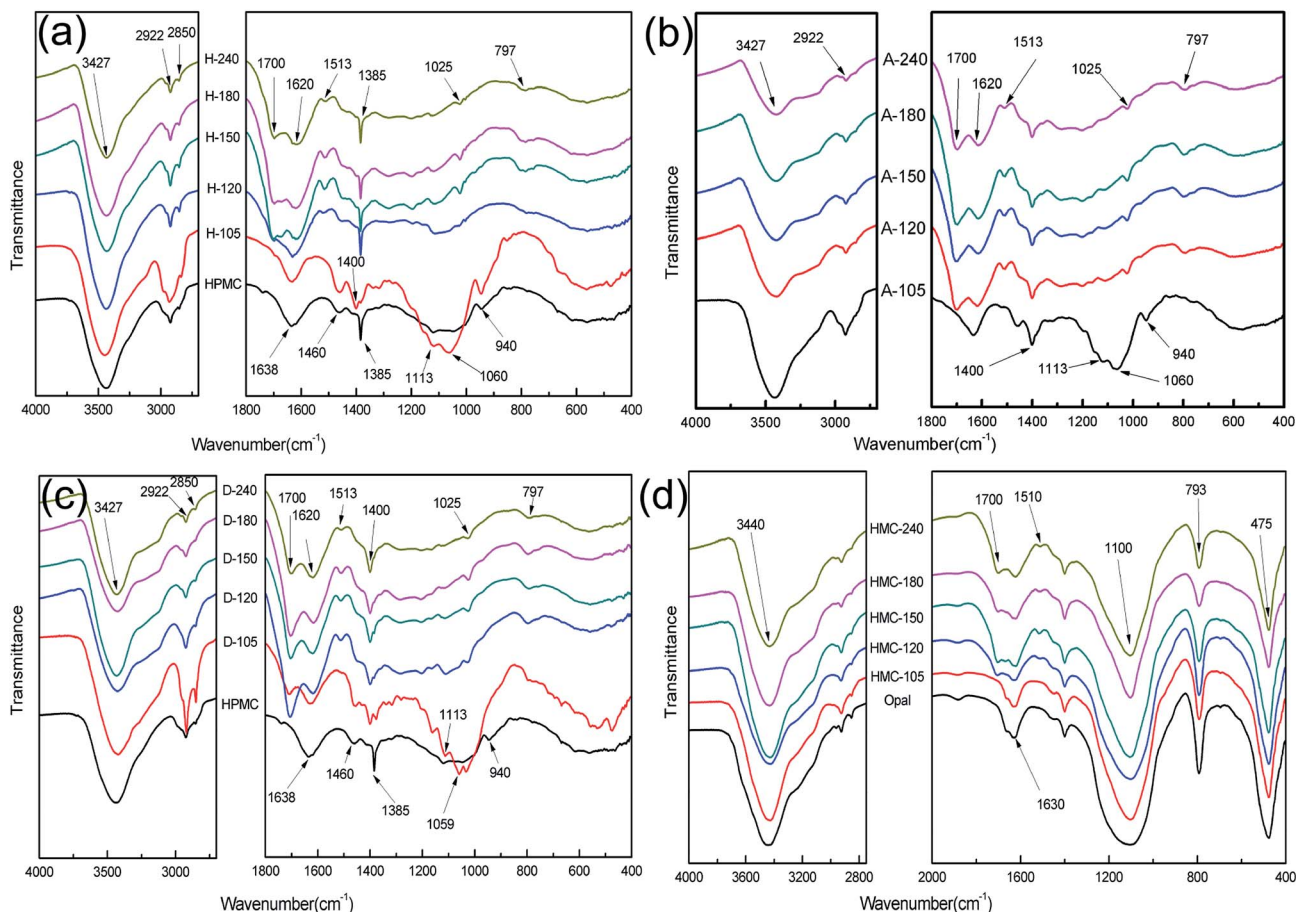 (a)
2922 2850
3427
H-240
H-180
H-150
H-120
H-105
HPMC
1700
1620
1513
1385
1025
797
1400
1638
1460
1385
1113
1060
940
Transmittance
4000 3500 3000
1800 1600 1400 1200 1000 800 600 400
Wavenumber(cm-1)
(b)
3427
2922
A-240
A-180
A-150
A-120
A-105
1700
1620
1513
1025
797
1400
1113
1060
940
Transmittance
4000 3500 3000
1800 1600 1400 1200 1000 800 600 400
Wavenumber(cm-1)
(c)
2922 2850
3427
D-240
D-180
D-150
D-120
D-105
HPMC
1700
1620
1513
1400
1025
797
1113
1638
1460
1385
1059
940
Transmittance
4000 3500 3000
1800 1600 1400 1200 1000 800 600 400
Wavenumber(cm-1)
(d)
3440
HMC-240
HMC-180
HMC-150
HMC-120
HMC-105
Opal
1700
1510
1100
793
475
1630
Transmittance
4000 3600 3200 2800
2000 1600 1200 800 400
Wavenumber(cm-1)